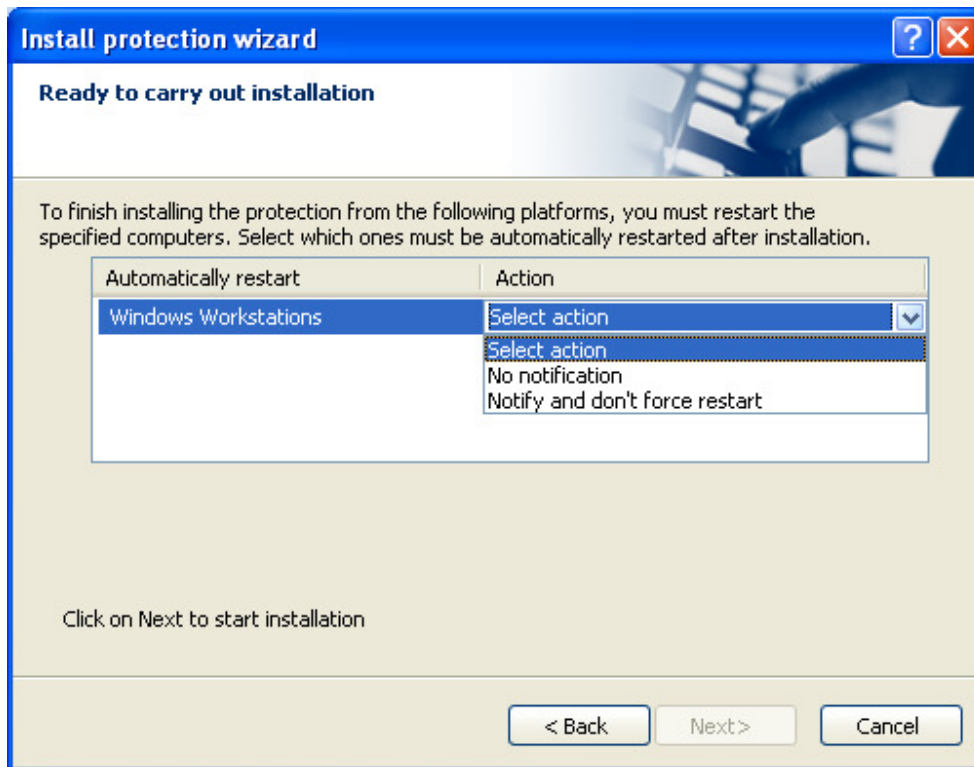 Install protection wizard
Ready to carry out installation
To finish installing the protection from the following platforms, you must restart the
specified computers. Select which ones must be automatically restarted after installation.
Automatically restart Action
Windows Workstations Select action
Select action
No notification
Notify and don't force restart
Click on Next to start installation
< Back Next> Cancel